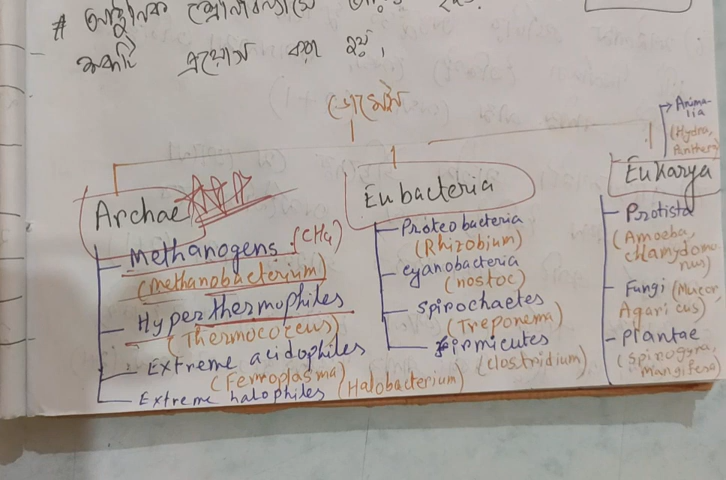 # আধুনিক শ্রেণিবিন্যাসে
প্রয়োগ করা হয়।
ডোমেইন
Archae
Methanogens (CH4)
(methanobacterium)
Hyperthermophiles
(Thermococcus)
Extreme acidophiles
(Ferroplasma)
Extreme halophiles (Halobacterium)
Eubacteria
Proteobacteria
(Rhizobium)
cyanobacteria
(nostoc)
Spirochaetes
(Treponema)
Firmicutes
(clostridium)
Animalia
(Hydra,
Panthera)
Eukarya
Protista
(Amoeba,
chlamydomonus)
Fungi (Mucor
Agaricus)
Plantae
(Spirogyra,
mangifera)